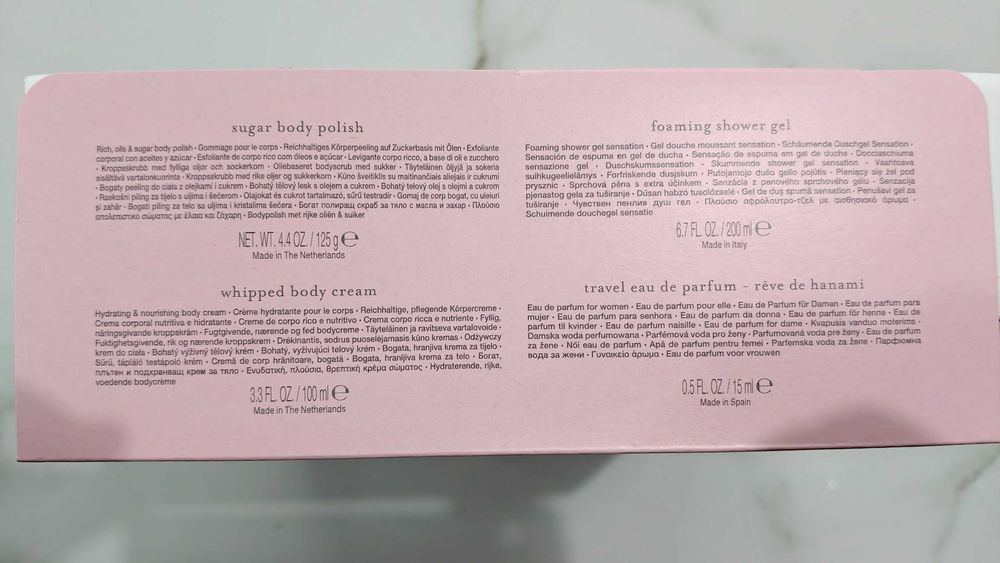 sugar body polish
Rich, oils & sugar body polish · Gommage pour le corps · Reichhaltiges Körperpeeling auf Zuckerbasis mit Ölen · Exfoliante
corporal con aceites y azúcar · Esfoliante de corpo rico com óleos e açúcar · Levigante corpo ricco, a base di oli e zucchero
· Kroppsskrubb med fylliga oljor och sockerkorn · Oliebaseret bodyscrub med sukker · Täyteläinen öljyjä ja sokeria
sisältävä vartalonkuorinta · Kroppsskrubb med rike oljer og sukkerkorn · Kūno šveitiklis su maitinančiais aliejais ir cukrumi
· Bogaty peeling do ciała z olejkami i cukrem · Bohatý tělový lesk s olejem a cukrem · Bohatý telový olej s olejmi a cukrom
· Raskošni piling za tijelo s uljima i šećerom · Olajokat és cukrot tartalmazó, sűrű testradír · Gomaj de corp bogat, cu uleiuri
și zahăr · Bogati piling za telo sa uljima i kristalima šećera · Богат полиращ скраб за тяло с масла и захар · Πλούσιο
απολεπιστικό σώματος με έλαια και ζάχαρη · Bodypolish met rijke oliën & suiker
NET. WT. 4.4 OZ. / 125 g ℮
Made in The Netherlands
whipped body cream
Hydrating & nourishing body cream · Crème hydratante pour le corps · Reichhaltige, pflegende Körpercreme ·
Crema corporal nutritiva e hidratante · Creme de corpo rico e nutritivo · Crema corpo ricca e nutriente · Fyllig,
näringsgivande kroppskräm · Fugtgivende, nærende og fed bodycreme · Täyteläinen ja ravitseva vartalovoide ·
Fuktighetsgivende, rik og nærende kroppskrem · Drėkinantis, sodrus puoselėjamasis kūno kremas · Odżywczy
krem do ciała · Bohatý výživný tělový krém · Bohatý, vyživujúci telový krém · Bogata, hranjiva krema za tijelo ·
Sűrű, tápláló testápoló krém · Cremă de corp hrănitoare, bogată · Bogata, hranljiva krema za telo · Богат,
плътен и подхранващ крем за тяло · Ενυδατική, πλούσια, θρεπτική κρέμα σώματος · Hydraterende, rijke,
voedende bodycrème
3.3 FL. OZ. / 100 ml ℮
Made in The Netherlands
foaming shower gel
Foaming shower gel sensation · Gel douche moussant sensation · Schäumende Duschgel Sensation ·
Sensación de espuma en gel de ducha · Sensação de espuma em gel de duche · Docciaschiuma
sensazione gel · Duschskumssensation · Skummende shower gel sensation · Vaahtoava
suihkugeelielämys · Forfriskende dusjskum · Putojamojo dušo gelio pojūtis · Pieniący się żel pod
prysznic · Sprchová pěna s extra účinkem · Senzácia z penového sprchového gélu · Senzacija
pjenastog gela za tuširanje · Dúsan habzó tusolózselé · Gel de duș spumă sensation · Penušavi gel za
tuširanje · Чувствен пенлив душ гел · Πλούσιο αφρόλουτρο-τζελ με αισθησιακό άρωμα ·
Schuimende douchegel sensatie
6.7 FL. OZ. / 200 ml ℮
Made in Italy
travel eau de parfum - rêve de hanami
Eau de parfum for women · Eau de parfum pour elle · Eau de Parfum für Damen · Eau de parfum para
mujer · Eau de parfum para senhora · Eau de parfum da donna · Eau de parfum för henne · Eau de
parfum til kvinder · Eau de parfum naisille · Eau de parfum for dame · Kvapusis vanduo moterims ·
Damska woda perfumowana · Parfémová voda pro ženy · Parfumovaná voda pre ženy · Eau de parfum
za žene · Női eau de parfum · Apă de parfum pentru femei · Parfemska voda za žene · Парфюмна
вода за жени · Γυναικείο άρωμα · Eau de parfum voor vrouwen
0.5 FL. OZ. / 15 ml ℮
Made in Spain